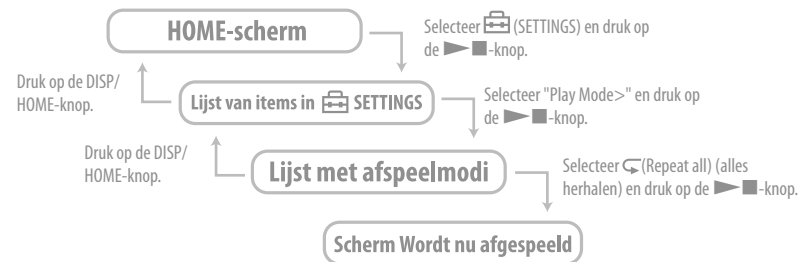 HOME-scherm
Selecteer (SETTINGS) en druk op
de ►■-knop.
Druk op de DISP/
HOME-knop.
Lijst van items in SETTINGS
Selecteer "Play Mode>" en druk op
de ►■-knop.
Druk op de DISP/
HOME-knop.
Lijst met afspeelmodi
Selecteer (Repeat all) (alles
herhalen) en druk op de ►■-knop.
Scherm Wordt nu afgespeeld